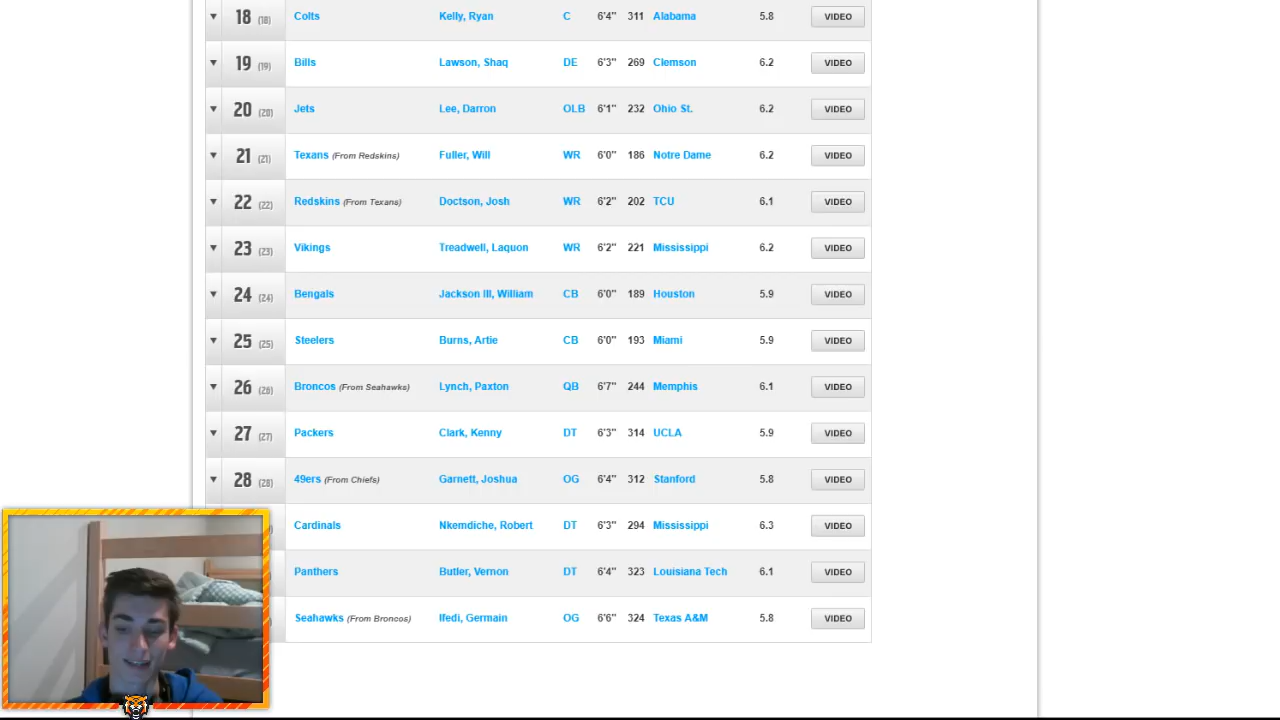 18 (18) Colts Kelly, Ryan C 6'4" 311 Alabama 5.8 VIDEO
19 (19) Bills Lawson, Shaq DE 6'3" 269 Clemson 6.2 VIDEO
20 (20) Jets Lee, Darron OLB 6'1" 232 Ohio St. 6.2 VIDEO
21 (21) Texans (From Redskins) Fuller, Will WR 6'0" 186 Notre Dame 6.2 VIDEO
22 (22) Redskins (From Texans) Doctson, Josh WR 6'2" 202 TCU 6.1 VIDEO
23 (23) Vikings Treadwell, Laquon WR 6'2" 221 Mississippi 6.2 VIDEO
24 (24) Bengals Jackson III, William CB 6'0" 189 Houston 5.9 VIDEO
25 (25) Steelers Burns, Artie CB 6'0" 193 Miami 5.9 VIDEO
26 (26) Broncos (From Seahawks) Lynch, Paxton QB 6'7" 244 Memphis 6.1 VIDEO
27 (27) Packers Clark, Kenny DT 6'3" 314 UCLA 5.9 VIDEO
28 (28) 49ers (From Chiefs) Garnett, Joshua OG 6'4" 312 Stanford 5.8 VIDEO
Cardinals Nkemdiche, Robert DT 6'3" 294 Mississippi 6.3 VIDEO
Panthers Butler, Vernon DT 6'4" 323 Louisiana Tech 6.1 VIDEO
Seahawks (From Broncos) Ifedi, Germain OG 6'6" 324 Texas A&M 5.8 VIDEO